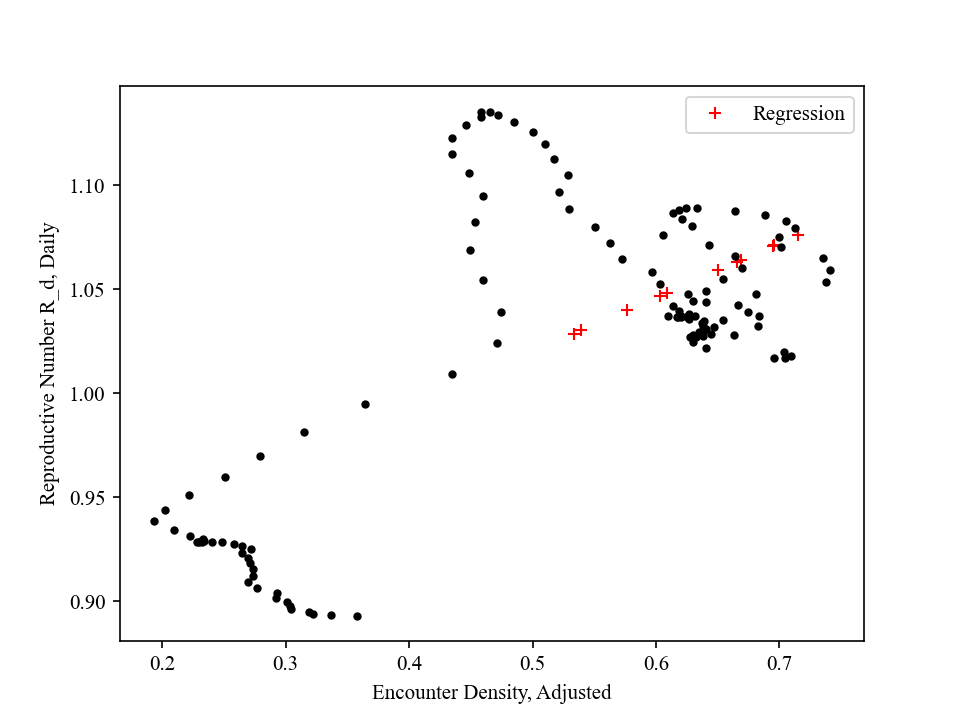 Regression
Reproductive Number R_d, Daily
1.10
1.05
1.00
0.95
0.90
0.2 0.3 0.4 0.5 0.6 0.7
Encounter Density, Adjusted